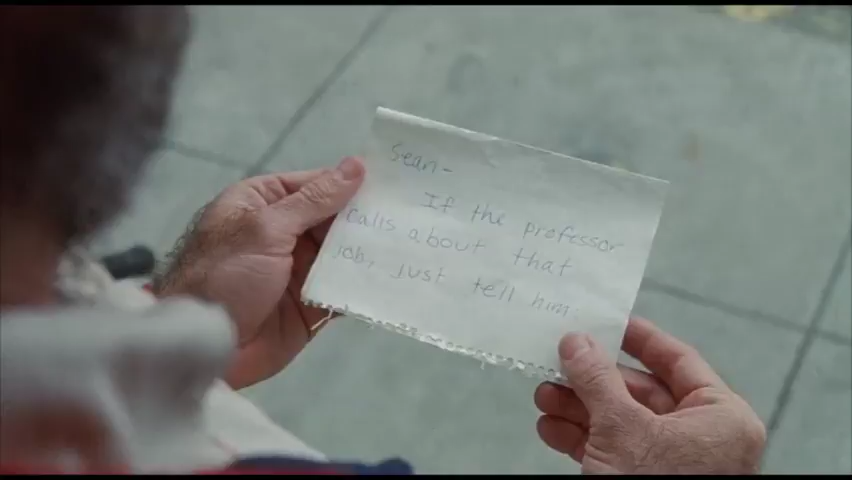 Sean-
If the professor
calls about that
job, just tell him